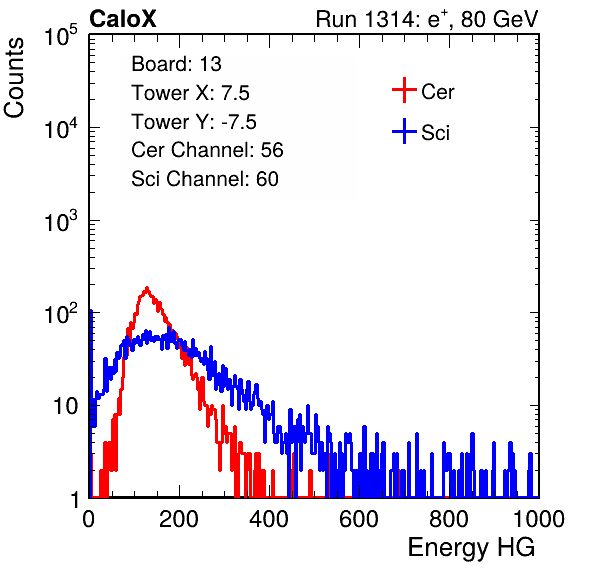 CaloX Run 1314: e⁺, 80 GeV
Counts
10⁵
10⁴
10³
10²
10
1
Board: 13
Tower X: 7.5
Tower Y: -7.5
Cer Channel: 56
Sci Channel: 60
Cer
Sci
0 200 400 600 800 1000
Energy HG